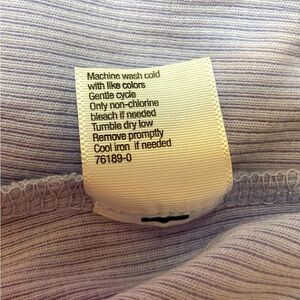 Machine wash cold
with like colors
Gentle cycle
Only non-chlorine
bleach if needed
Tumble dry low
Remove promptly
Cool iron if needed
76189-0